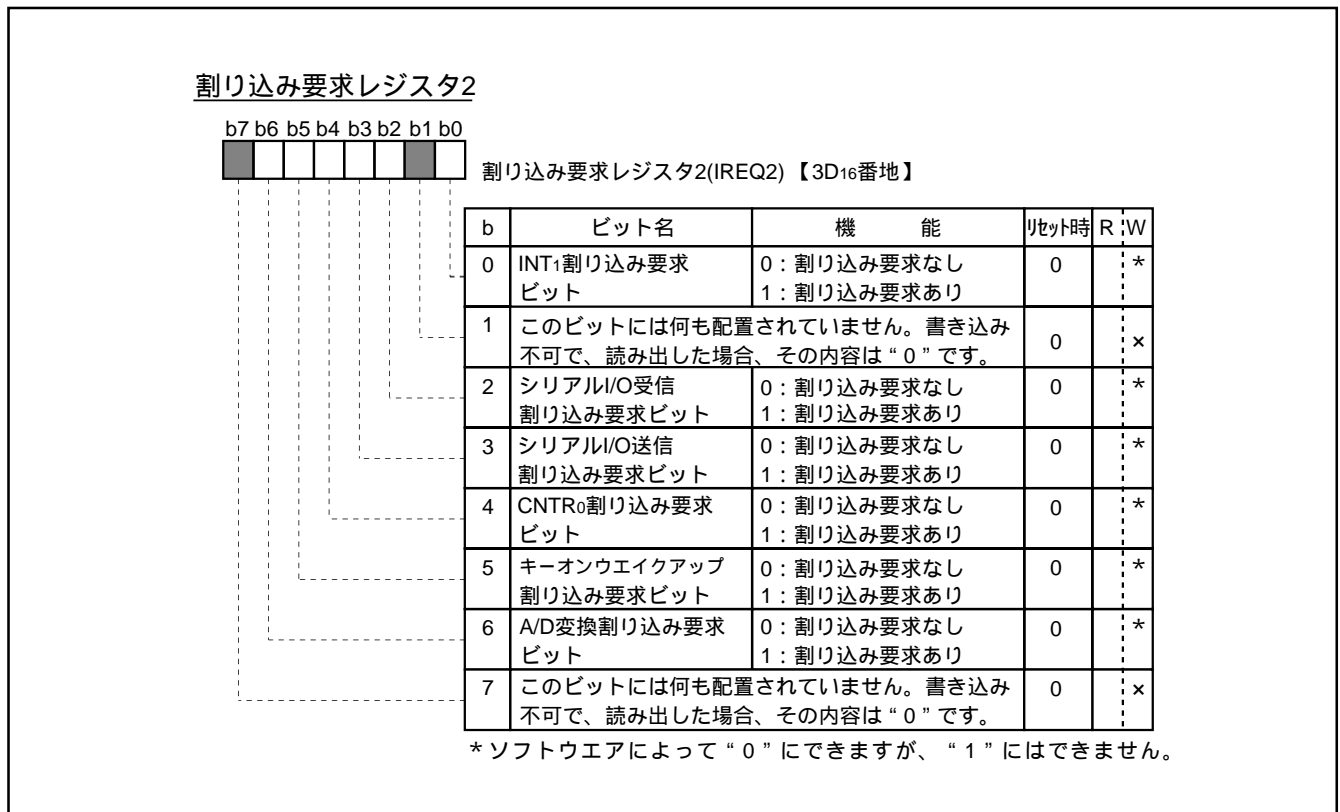 割り込み要求レジスタ2
b7 b6 b5 b4 b3 b2 b1 b0
割り込み要求レジスタ2(IREQ2) 【3D16番地】
b ビット名 機 能 リセット時 R W
0 INT1割り込み要求 0：割り込み要求なし 0 *
ビット 1：割り込み要求あり
1 このビットには何も配置されていません。書き込み 0 ×
不可で、読み出した場合、その内容は“0”です。
2 シリアルI/O受信 0：割り込み要求なし 0 *
割り込み要求ビット 1：割り込み要求あり
3 シリアルI/O送信 0：割り込み要求なし 0 *
割り込み要求ビット 1：割り込み要求あり
4 CNTR0割り込み要求 0：割り込み要求なし 0 *
ビット 1：割り込み要求あり
5 キーオンウエイクアップ 0：割り込み要求なし 0 *
割り込み要求ビット 1：割り込み要求あり
6 A/D変換割り込み要求 0：割り込み要求なし 0 *
ビット 1：割り込み要求あり
7 このビットには何も配置されていません。書き込み 0 ×
不可で、読み出した場合、その内容は“0”です。
*ソフトウエアによって“0”にできますが、“1”にはできません。